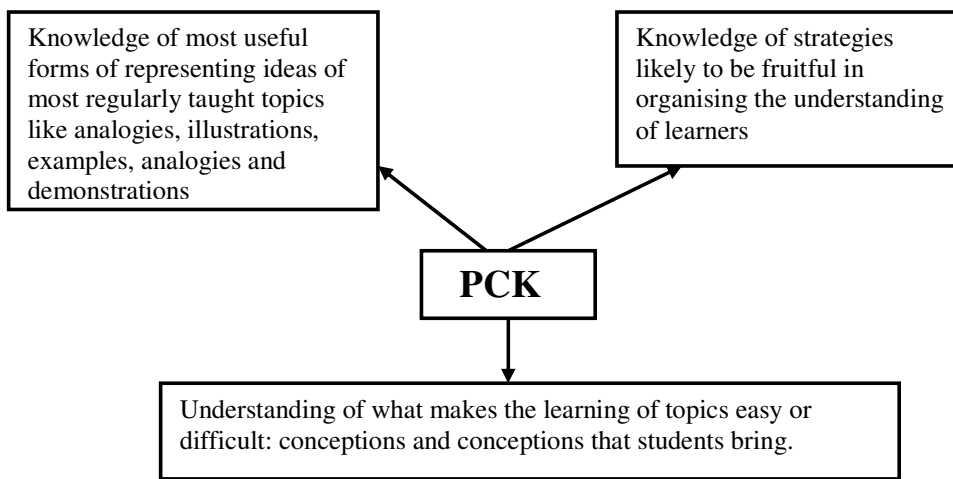 Knowledge of most useful
forms of representing ideas of
most regularly taught topics
like analogies, illustrations,
examples, analogies and
demonstrations
Knowledge of strategies
likely to be fruitful in
organising the understanding
of learners
PCK
Understanding of what makes the learning of topics easy or
difficult: conceptions and conceptions that students bring.